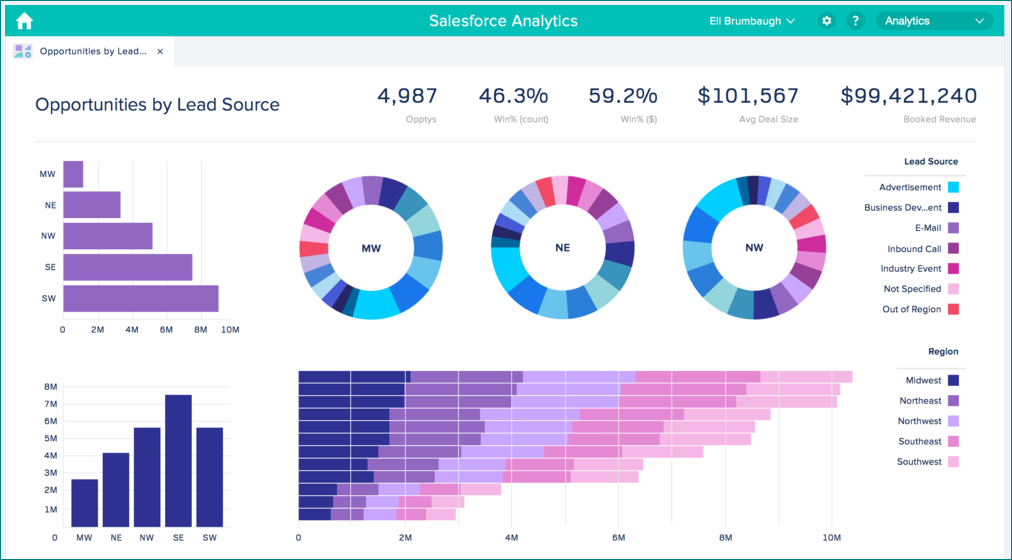 Salesforce Analytics
Eli Brumbaugh
?
Analytics
Opportunities by Lead... ×
Opportunities by Lead Source
4,987
Opptys
46.3%
Win% (count)
59.2%
Win% ($)
$101,567
Avg Deal Size
$99,421,240
Booked Revenue
MW
NE
NW
SE
SW
0 2M 4M 6M 8M 10M
MW
NE
NW
Lead Source
Advertisement
Business Dev...ent
E-Mail
Inbound Call
Industry Event
Not Specified
Out of Region
8M
7M
6M
5M
4M
3M
2M
1M
0 MW NE NW SE SW
0 2M 4M 6M 8M 10M
Region
Midwest
Northeast
Northwest
Southeast
Southwest